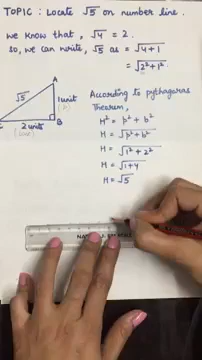 TOPIC: Locate √5 on number line.
we know that, √4 = 2.
so, we can write, √5 as = √4+1
= √2²+1²
A
√5
1 unit
(P)
C
B
2 units
(base)
According to pythagoras
Theorem,
H² = P² + b²
H = √P² + b²
H = √1² + 2²
H = √1+4
H = √5